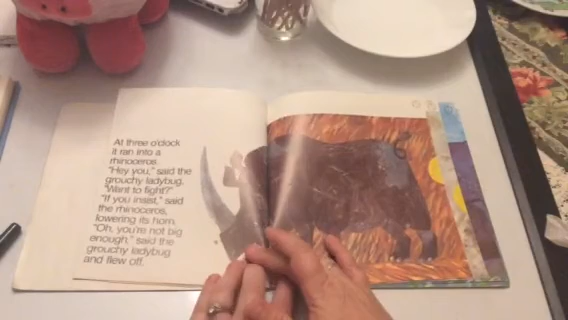 At three o'clock
it ran into a
rhinoceros.
"Hey you," said the
grouchy ladybug.
"Want to fight?"
"If you insist," said
the rhinoceros,
lowering its horn.
"Oh, you're not big
enough," said the
grouchy ladybug
and flew off.